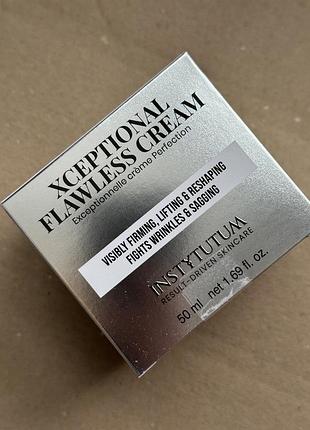 XCEPTIONAL
FLAWLESS CREAM
Exceptionnelle crème Perfection
VISIBLY FIRMING, LIFTING & RESHAPING
FIGHTS WRINKLES & SAGGING
INSTYTUTUM
RESULT-DRIVEN SKINCARE
50 ml net 1.69 fl. oz.